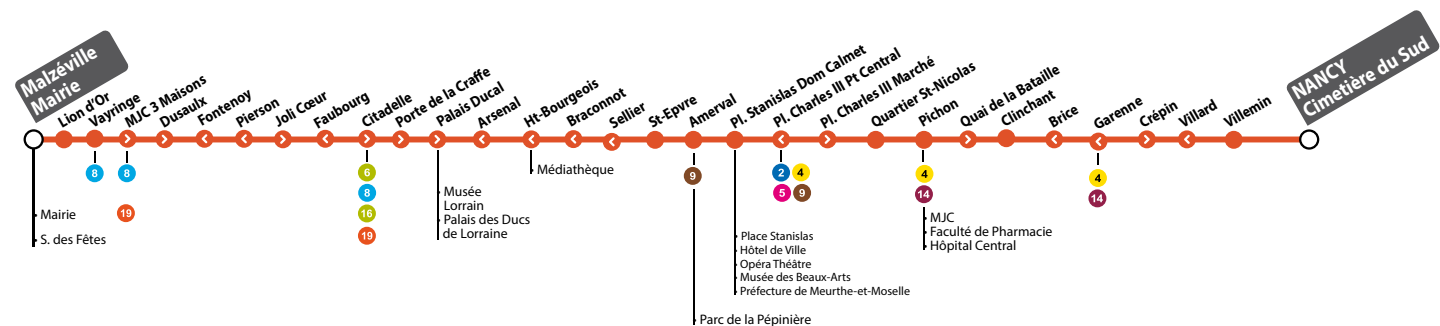 Malzéville
Mairie
Lion d'Or
Vayringe
MJC 3 Maisons
Dusaulx
Fontenoy
Pierson
Joli Cœur
Faubourg
Citadelle
Porte de la Craffe
Palais Ducal
Arsenal
Ht-Bourgeois
Braconnot
Sellier
St-Epvre
Amerval
Pl. Stanislas Dom Calmet
Pl. Charles III Pt Central
Pl. Charles III Marché
Quartier St-Nicolas
Pichon
Quai de la Bataille
Clinchant
Brice
Garenne
Crépin
Villard
Villemin
NANCY
Cimetière du Sud
Mairie
S. des Fêtes
8
8
19
6
8
16
19
Musée
Lorrain
Palais des Ducs
de Lorraine
Médiathèque
9
Parc de la Pépinière
Place Stanislas
Hôtel de Ville
Opéra Théâtre
Musée des Beaux-Arts
Préfecture de Meurthe-et-Moselle
2 4
5 9
4
14
MJC
Faculté de Pharmacie
Hôpital Central
4
14